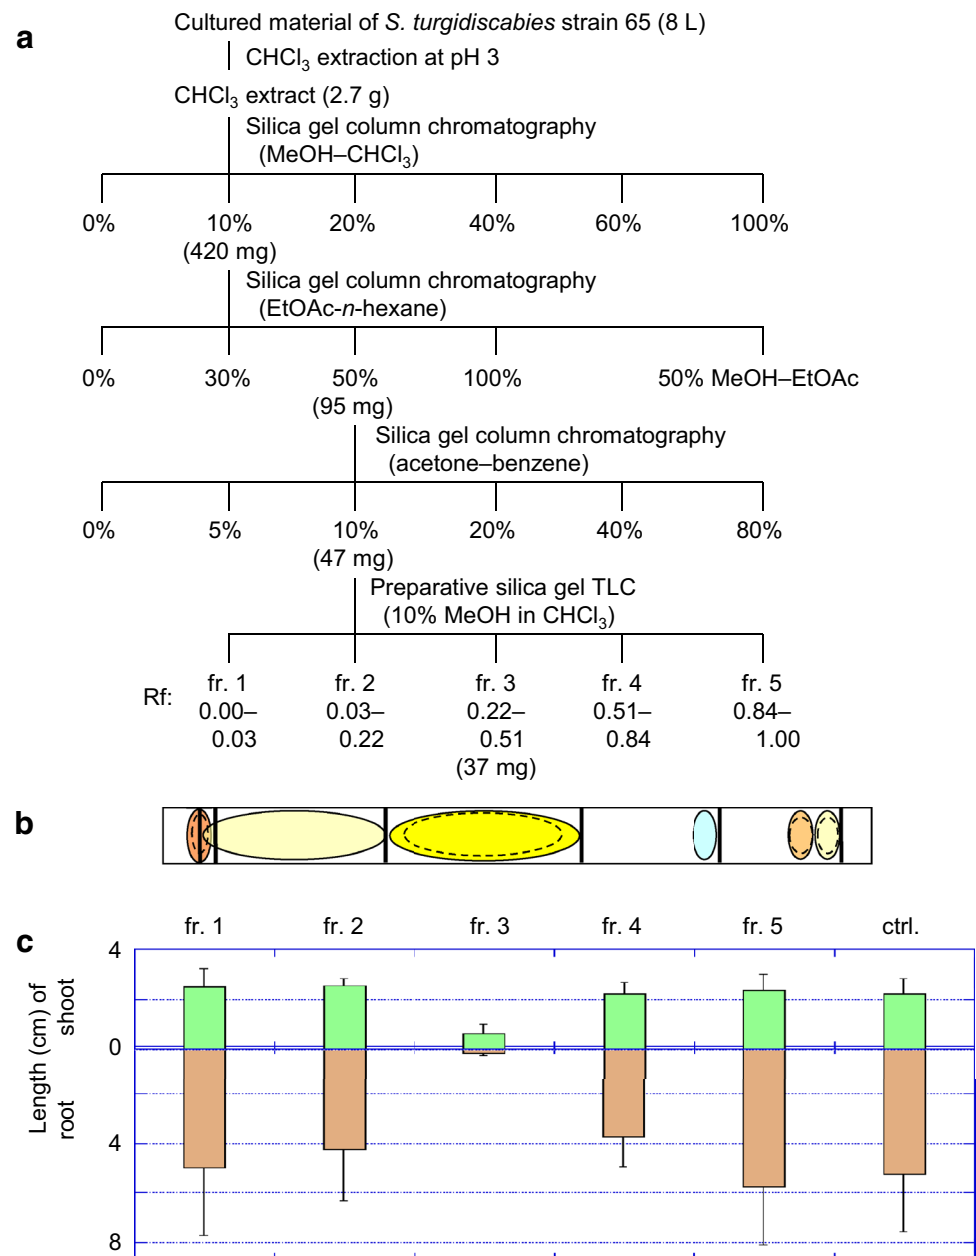 a
Cultured material of S. turgidiscabies strain 65 (8 L)
CHCl₃ extraction at pH 3
CHCl₃ extract (2.7 g)
Silica gel column chromatography
(MeOH–CHCl₃)
0% 10% 20% 40% 60% 100%
(420 mg)
Silica gel column chromatography
(EtOAc-n-hexane)
0% 30% 50% 100% 50% MeOH–EtOAc
(95 mg)
Silica gel column chromatography
(acetone–benzene)
0% 5% 10% 20% 40% 80%
(47 mg)
Preparative silica gel TLC
(10% MeOH in CHCl₃)
fr. 1 fr. 2 fr. 3 fr. 4 fr. 5
Rf: 0.00– 0.03– 0.22– 0.51– 0.84–
0.03 0.22 0.51 0.84 1.00
(37 mg)
b
c
fr. 1 fr. 2 fr. 3 fr. 4 fr. 5 ctrl.
Length (cm) of
shoot
root
4
0
4
8